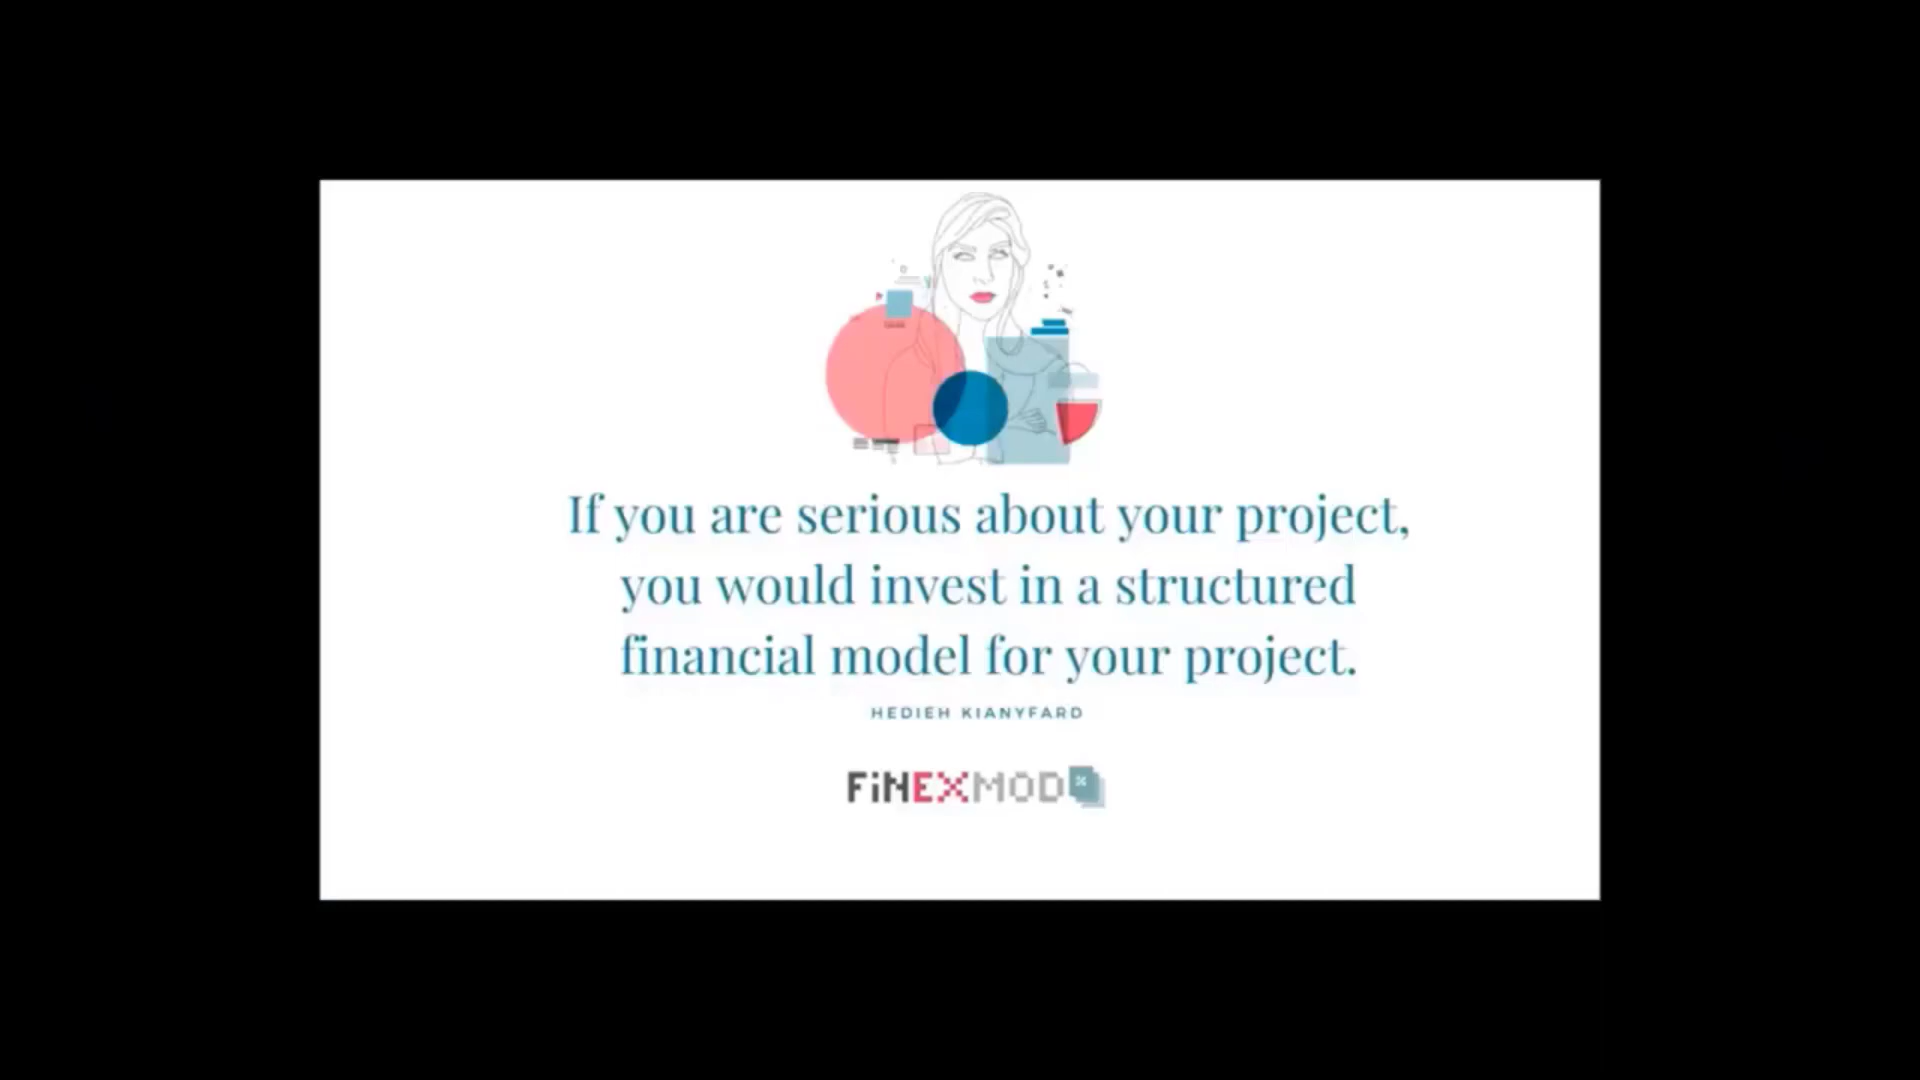 If you are serious about your project,
you would invest in a structured
financial model for your project.
HEDIEH KIANYFARD
FiNEXMOD